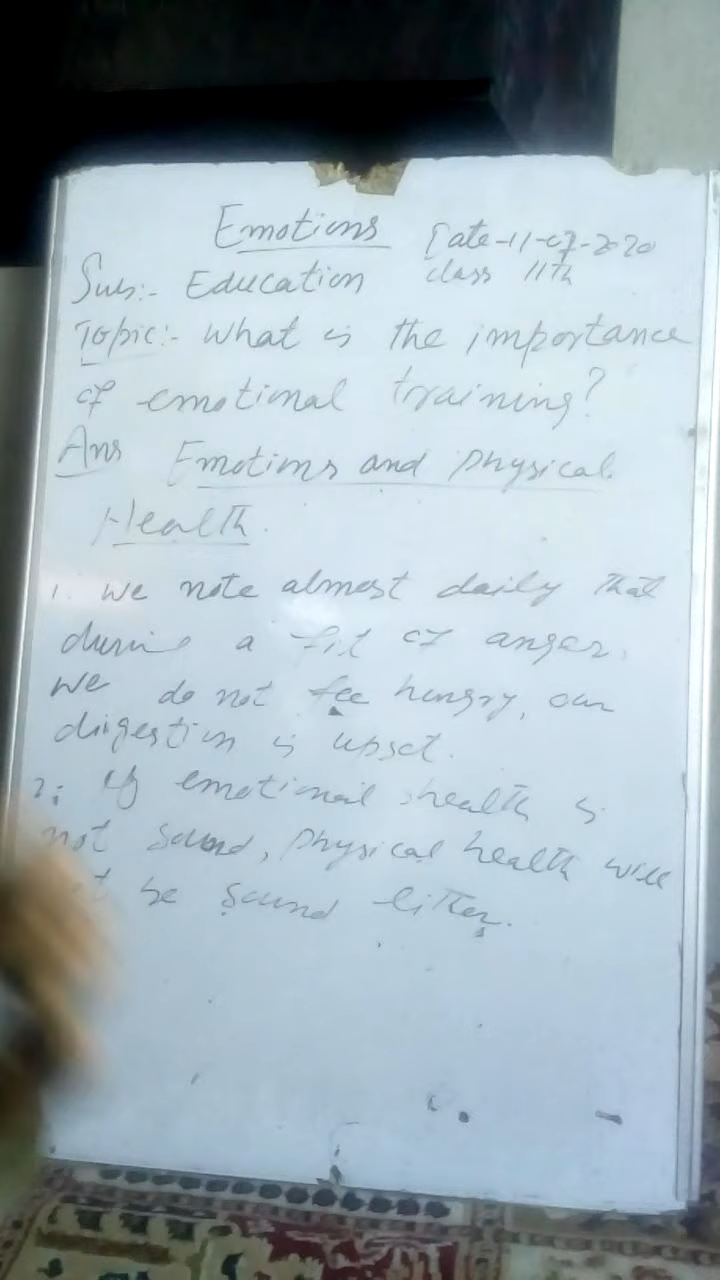 Emotions Date-11-07-2020
Sub:- Education class 11th
Topic:- What is the importance
of emotional training?
Ans Emotions and Physical
Health.
1. We note almost daily that
during a fit of anger,
we do not fee hungry, our
digestion is upset.
2: If emotional health is
not sound, Physical health will
be sound either.